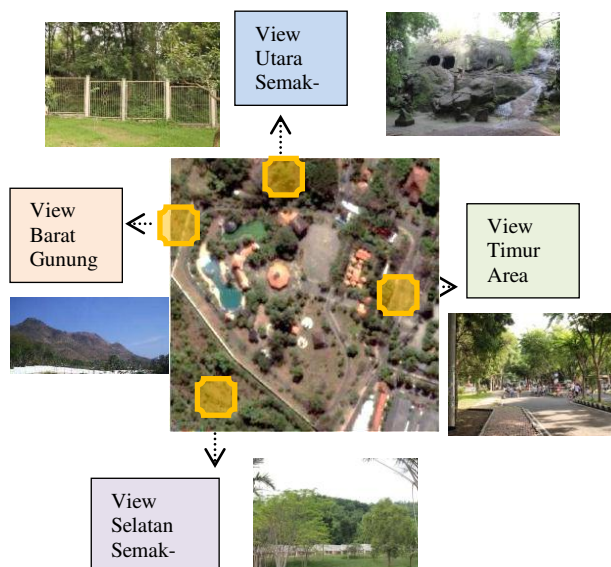 View
Utara
Semak-
View
Barat
Gunung
View
Timur
Area
View
Selatan
Semak-